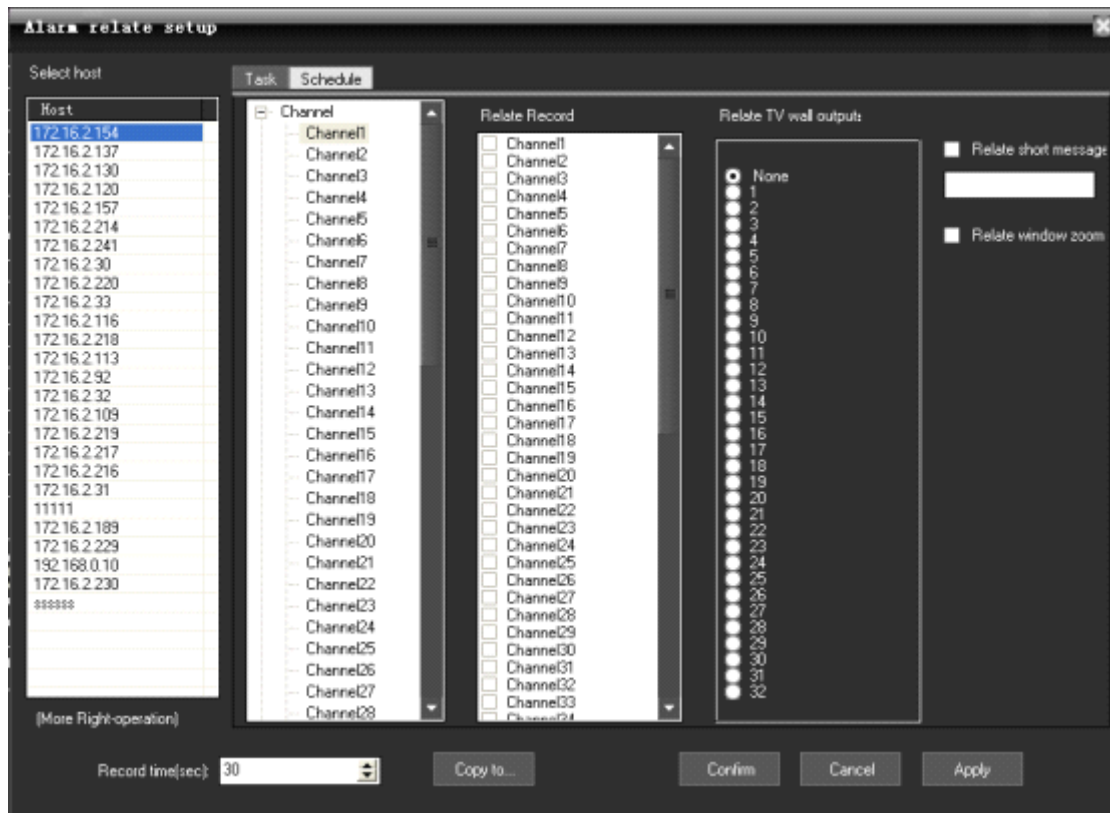 Alarm relate setup
Select host
Task
Schedule
Host
172.16.2.154
172.16.2.137
172.16.2.130
172.16.2.120
172.16.2.157
172.16.2.214
172.16.2.241
172.16.2.30
172.16.2.220
172.16.2.33
172.16.2.116
172.16.2.218
172.16.2.113
172.16.2.92
172.16.2.32
172.16.2.109
172.16.2.219
172.16.2.217
172.16.2.216
172.16.2.31
11111
172.16.2.189
172.16.2.229
192.168.0.10
172.16.2.230
(More Right-operation)
Channel
Channel1
Channel2
Channel3
Channel4
Channel5
Channel6
Channel7
Channel8
Channel9
Channel10
Channel11
Channel12
Channel13
Channel14
Channel15
Channel16
Channel17
Channel18
Channel19
Channel20
Channel21
Channel22
Channel23
Channel24
Channel25
Channel26
Channel27
Channel28
Relate Record
Channel1
Channel2
Channel3
Channel4
Channel5
Channel6
Channel7
Channel8
Channel9
Channel10
Channel11
Channel12
Channel13
Channel14
Channel15
Channel16
Channel17
Channel18
Channel19
Channel20
Channel21
Channel22
Channel23
Channel24
Channel25
Channel26
Channel27
Channel28
Channel29
Channel30
Channel31
Channel32
Channel33
Channel34
Relate TV wall output:
None
1
2
3
4
5
6
7
8
9
10
11
12
13
14
15
16
17
18
19
20
21
22
23
24
25
26
27
28
29
30
31
32
Relate short message
Relate window zoom
Record time(sec): 30
Copy to...
Confirm
Cancel
Apply